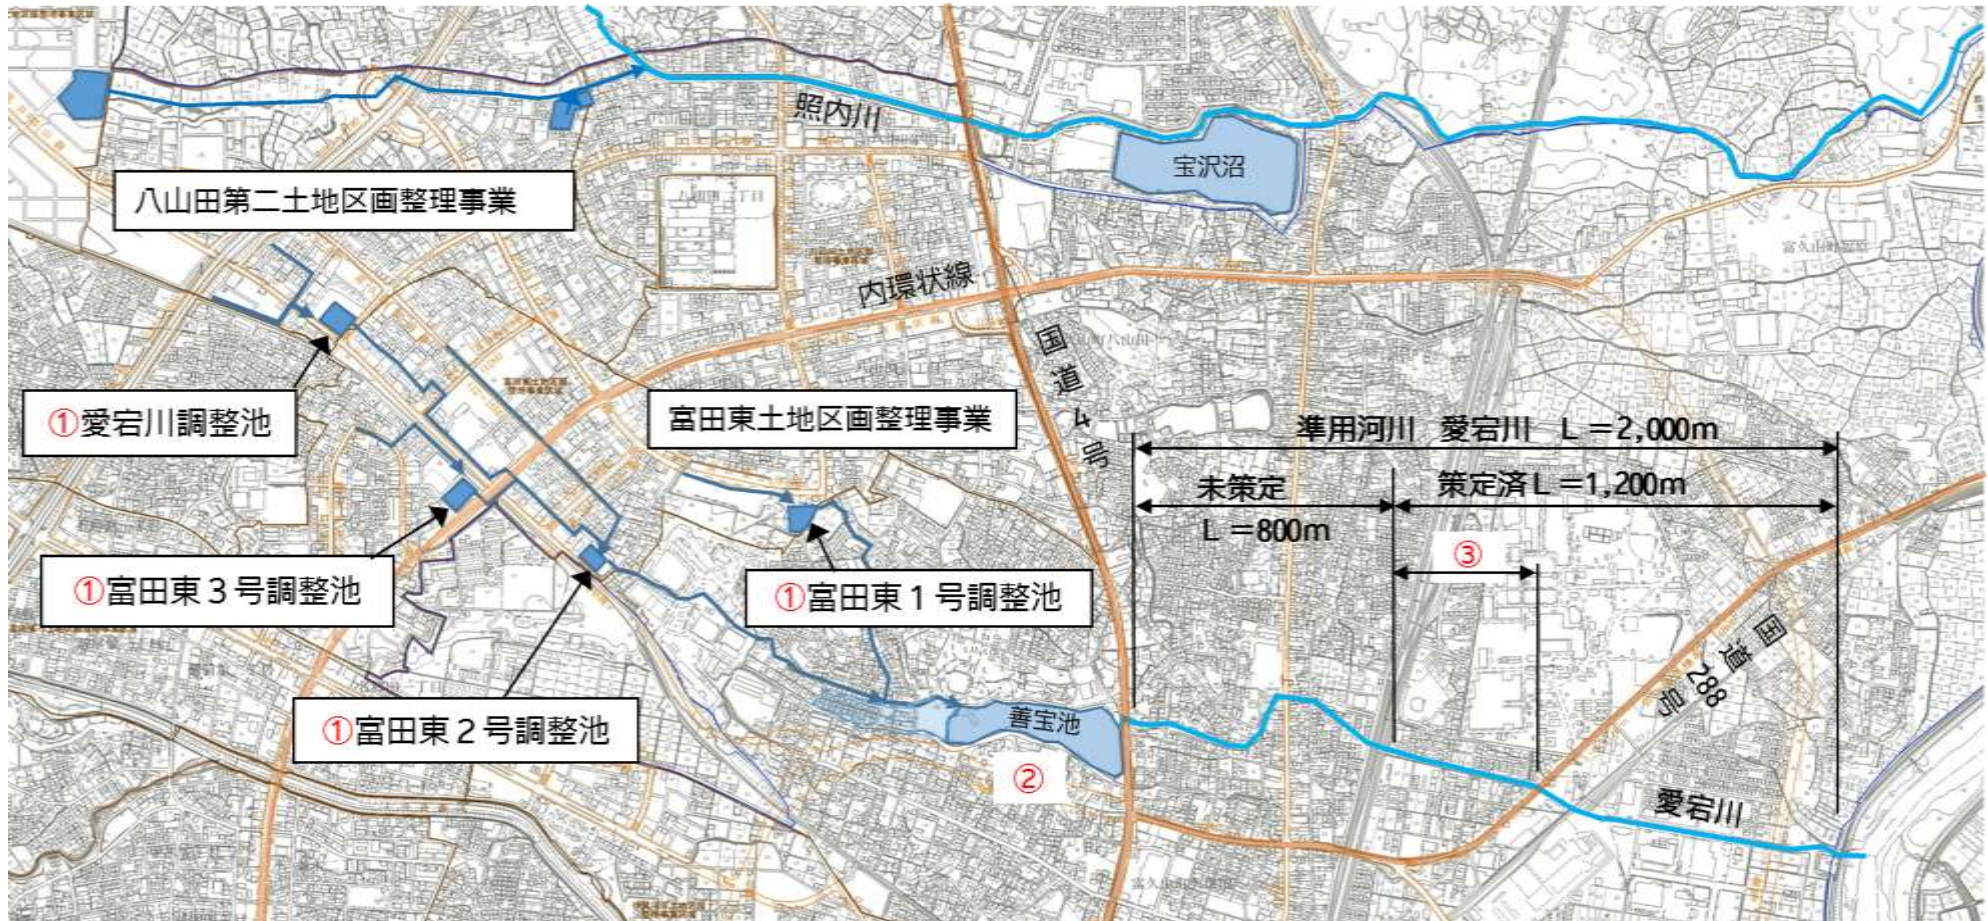 照内川
宝沢沼
八山田第二土地区画整理事業
内環状線
国道4号
①愛宕川調整池
富田東土地区画整理事業
準用河川 愛宕川 L=2,000m
未策定
L=800m
策定済L=1,200m
③
①富田東3号調整池
①富田東1号調整池
①富田東2号調整池
国道288号
善宝池
②
愛宕川